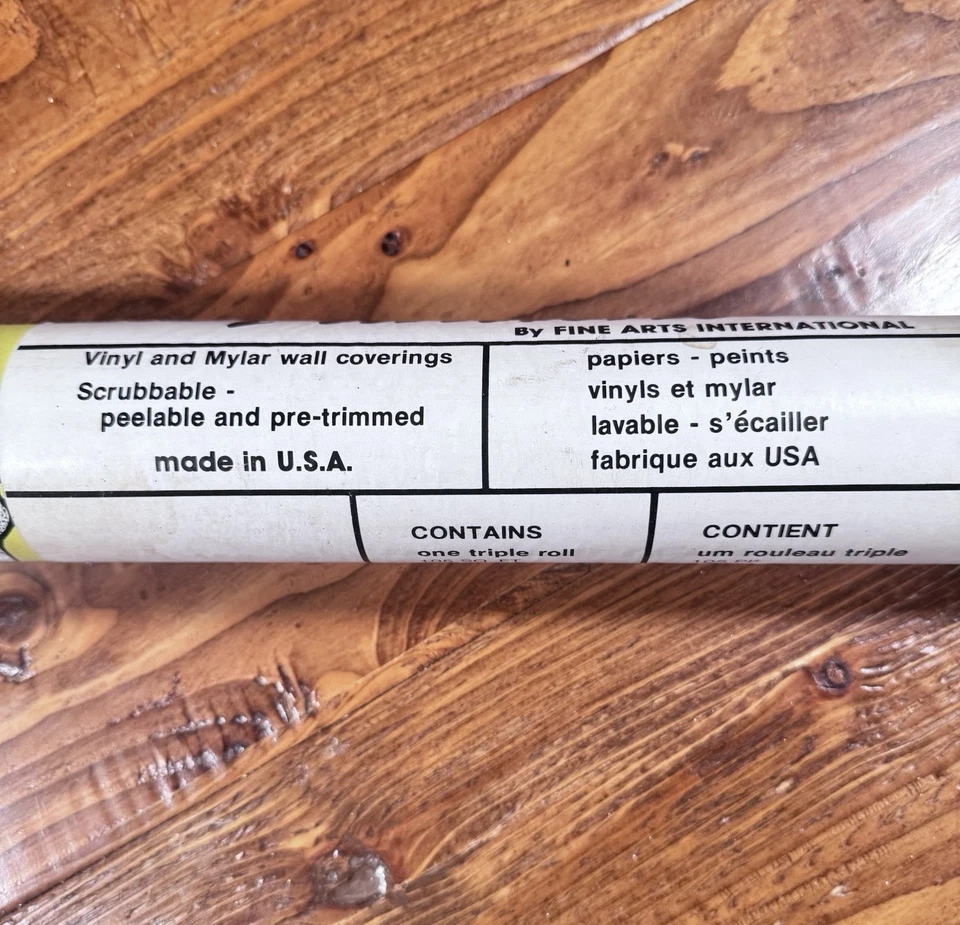 By FINE ARTS INTERNATIONAL
Vinyl and Mylar wall coverings
Scrubbable -
peelable and pre-trimmed
made in U.S.A.
papiers - peints
vinyls et mylar
lavable - s'écailler
fabrique aux USA
CONTAINS
one triple roll
CONTIENT
um rouleau triple